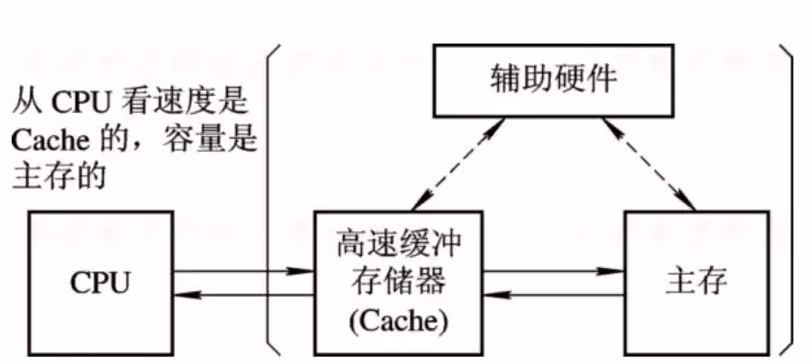 辅助硬件
从 CPU 看速度是
Cache 的，容量是
主存的
CPU
高速缓冲
存储器
(Cache)
主存